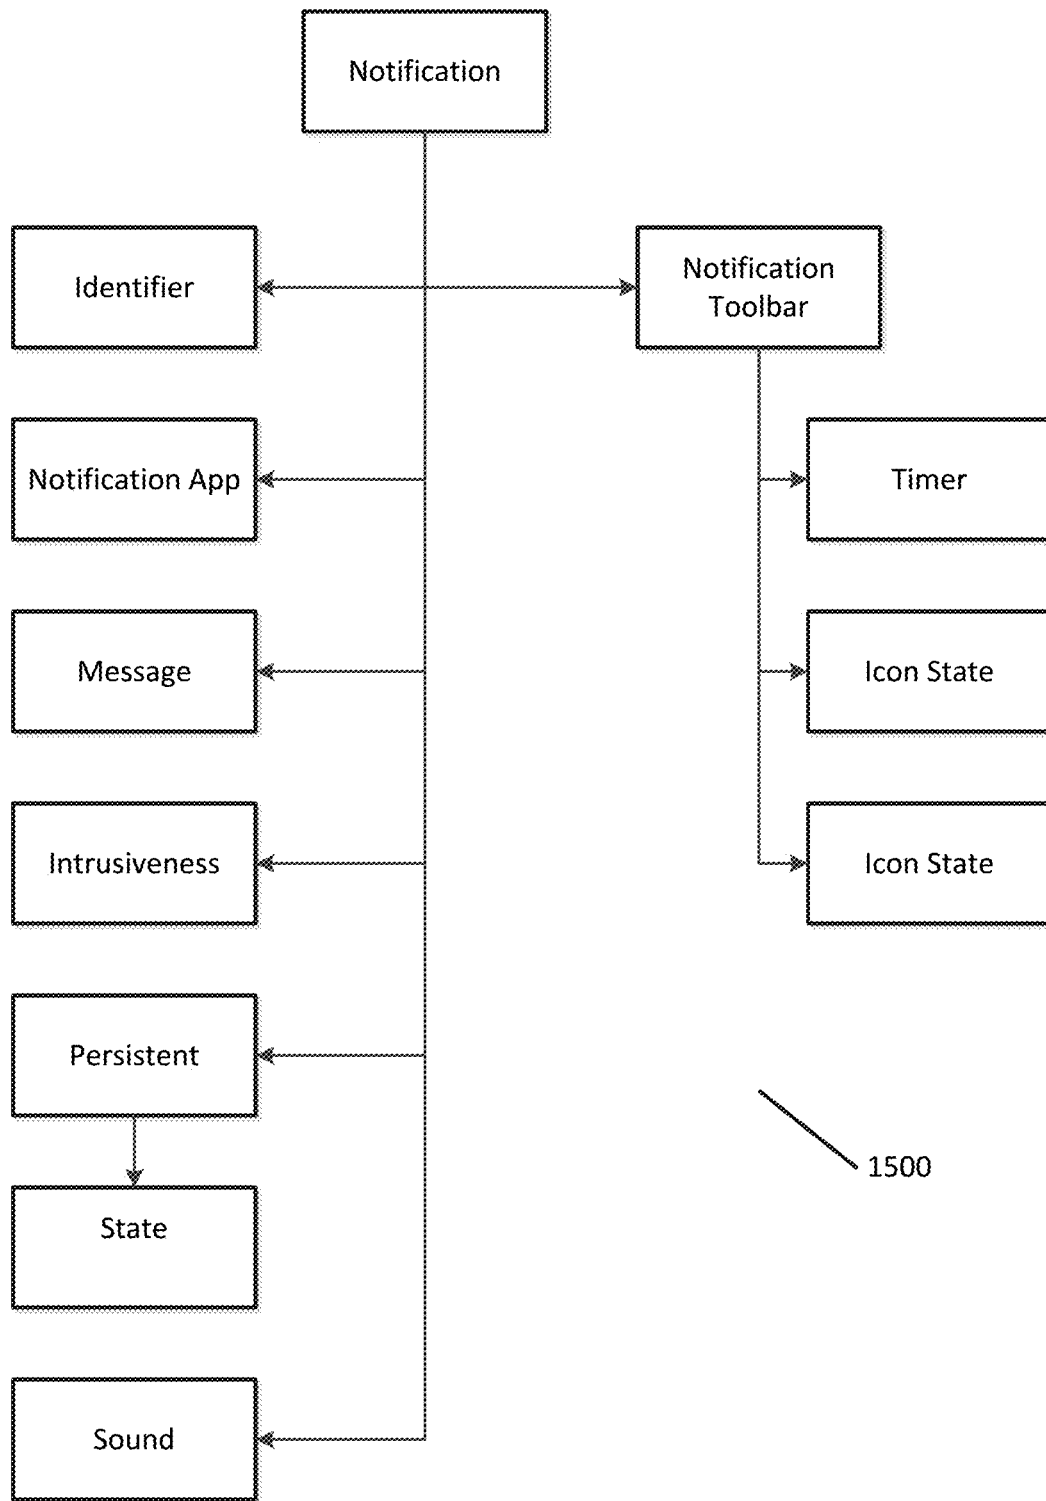 Notification
Identifier
Notification
Toolbar
Notification App
Timer
Message
Icon State
Intrusiveness
Icon State
Persistent
1500
State
Sound